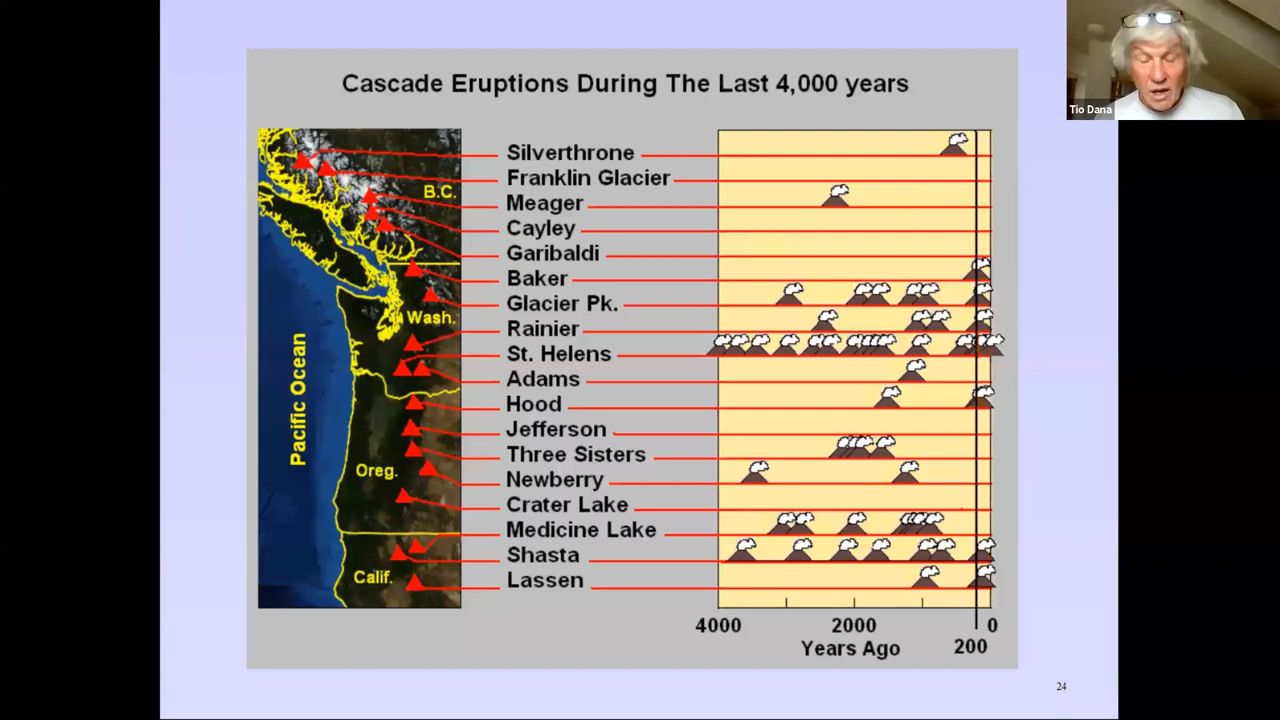 Cascade Eruptions During The Last 4,000 years
Tio Dana
B.C.
Wash.
Oreg.
Calif.
Pacific Ocean
Silverthrone
Franklin Glacier
Meager
Cayley
Garibaldi
Baker
Glacier Pk.
Rainier
St. Helens
Adams
Hood
Jefferson
Three Sisters
Newberry
Crater Lake
Medicine Lake
Shasta
Lassen
4000 2000 0
Years Ago 200
24